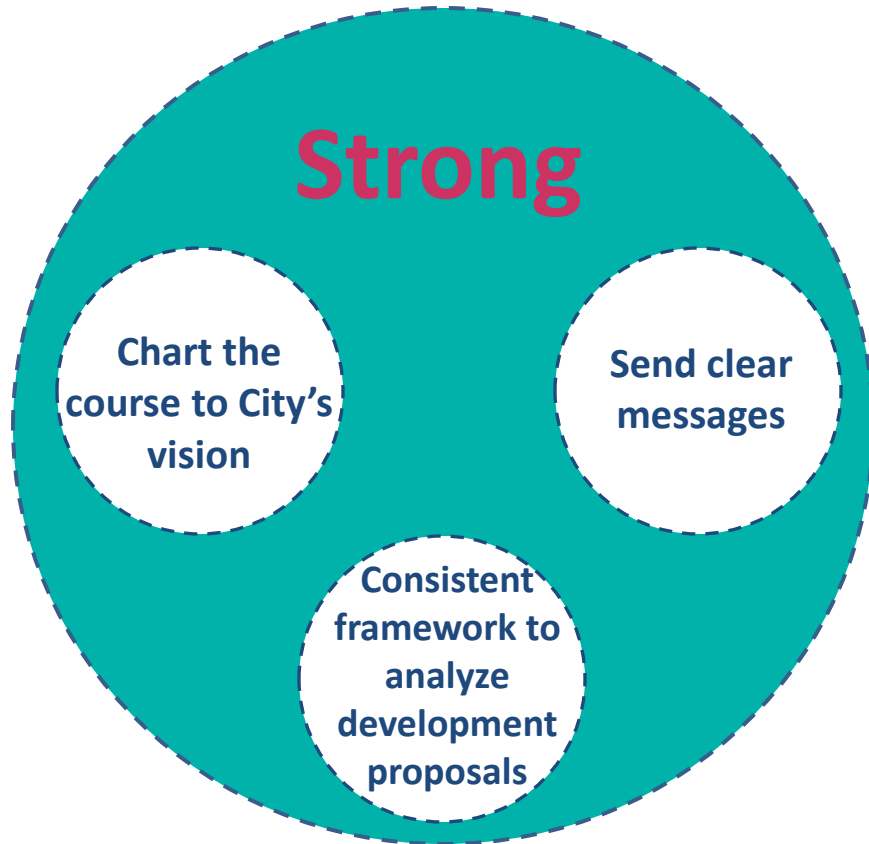 Strong
Chart the
course to City’s
vision
Send clear
messages
Consistent
framework to
analyze
development
proposals